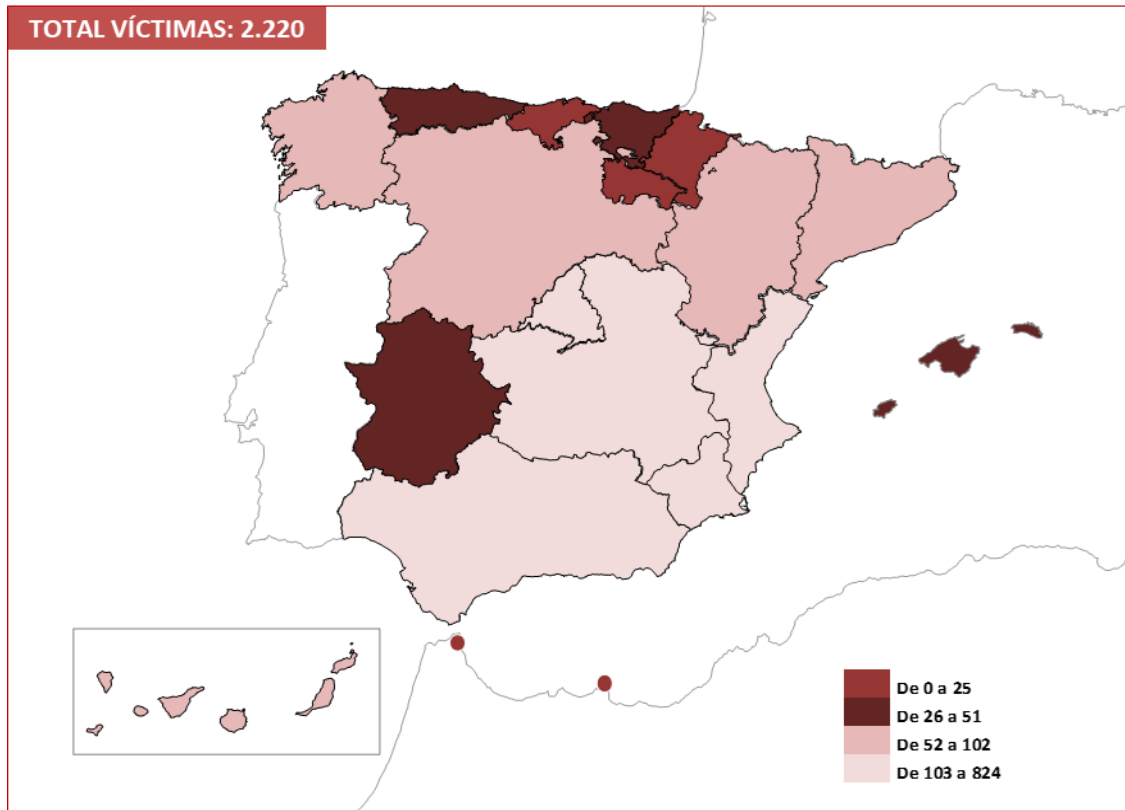 TOTAL VÍCTIMAS: 2.220
De 0 a 25
De 26 a 51
De 52 a 102
De 103 a 824